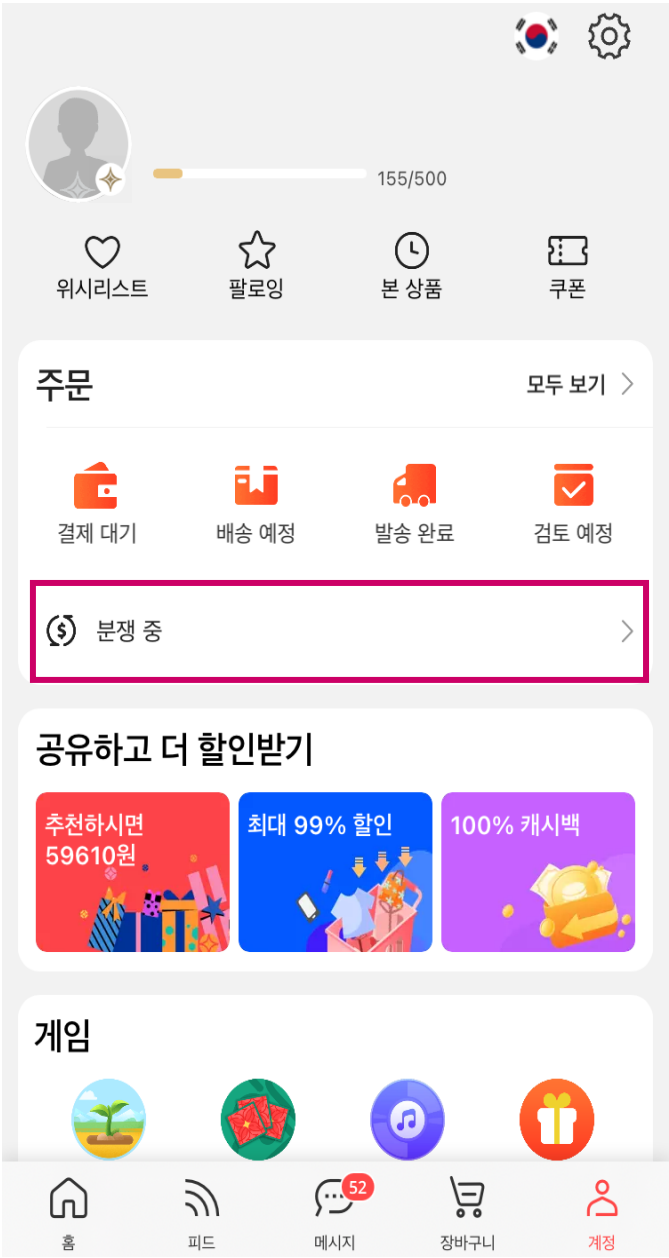 155/500
위시리스트
팔로잉
본 상품
쿠폰
주문
모두 보기
결제 대기
배송 예정
발송 완료
검토 예정
분쟁 중
공유하고 더 할인받기
추천하시면
59610원
최대 99% 할인
100% 캐시백
게임
52
홈
피드
메시지
장바구니
계정